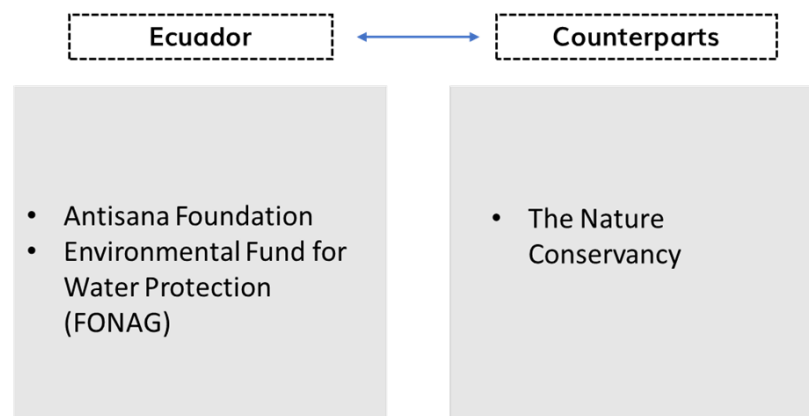 Ecuador
Counterparts
• Antisana Foundation
• Environmental Fund for
Water Protection
(FONAG)
• The Nature
Conservancy